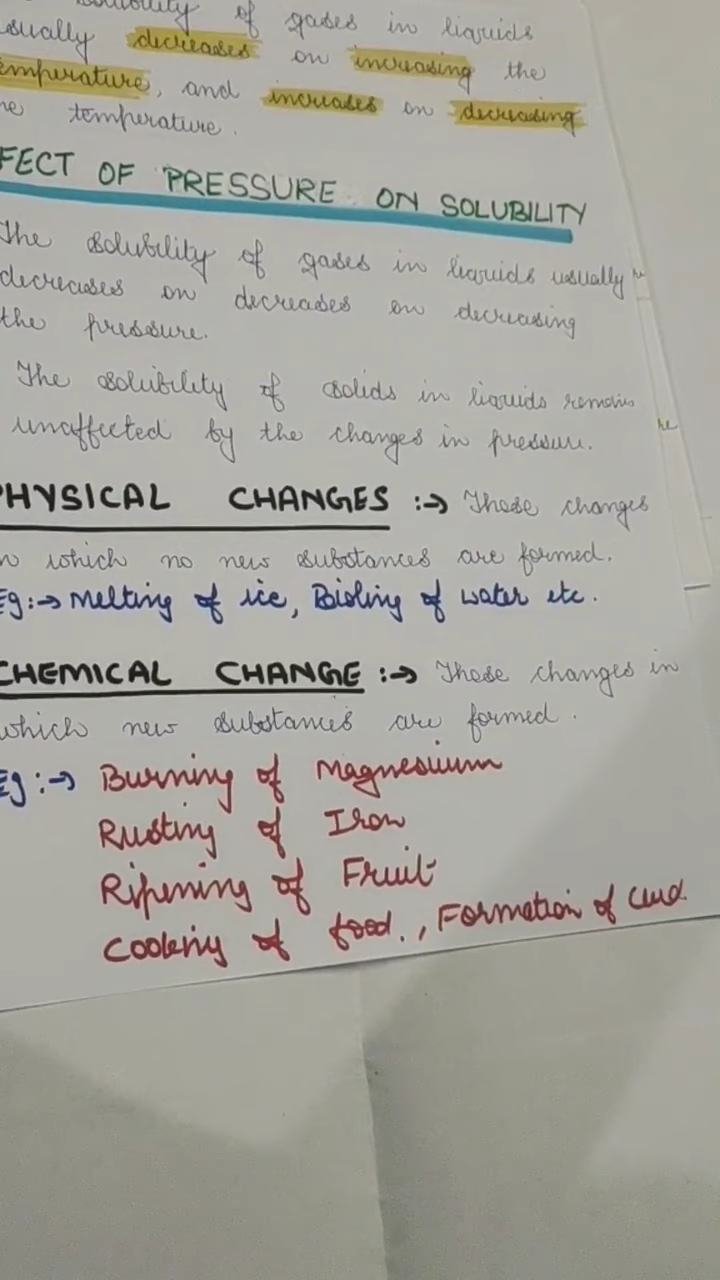 solubility of gases in liquids
usually decreases on increasing the
temperature, and increases on decreasing
he temperature.
FECT OF PRESSURE ON SOLUBILITY
The solubility of gases in liquids usually
decreases on decreases on decreasing
the pressure.
The solubility of solids in liquids remains
unaffected by the changes in pressure.
PHYSICAL CHANGES :→ Those changes
in which no new substances are formed.
Eg:→ Melting of ice, Bioling of water etc.
CHEMICAL CHANGE :→ Those changes in
which new substances are formed.
Eg:→ Burning of Magnesium
Rusting of Iron
Ripening of Fruit
Cooking of food., Formation of curd.